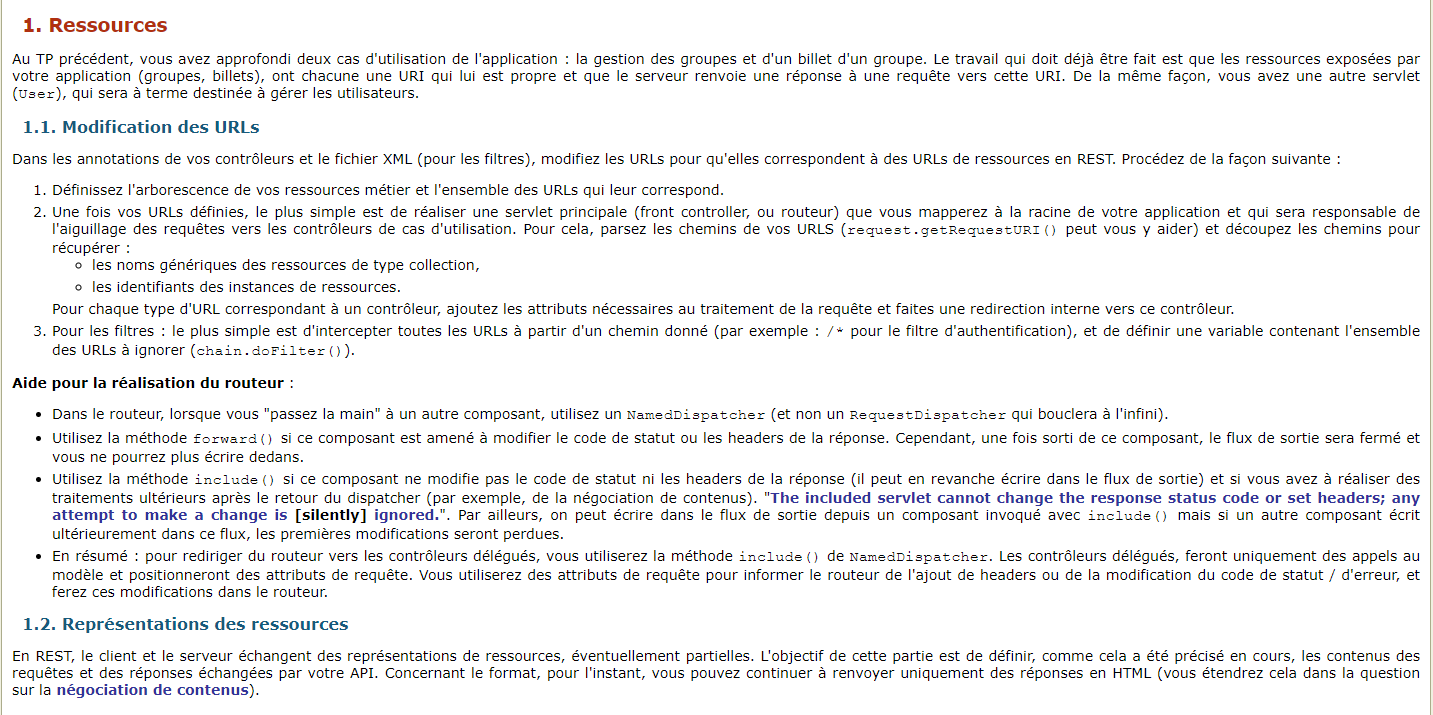 1. Ressources
Au TP précédent, vous avez approfondi deux cas d'utilisation de l'application : la gestion des groupes et d'un billet d'un groupe. Le travail qui doit déjà être fait est que les ressources exposées par
votre application (groupes, billets), ont chacune une URI qui lui est propre et que le serveur renvoie une réponse à une requête vers cette URI. De la même façon, vous avez une autre servlet
(User), qui sera à terme destinée à gérer les utilisateurs.
1.1. Modification des URLs
Dans les annotations de vos contrôleurs et le fichier XML (pour les filtres), modifiez les URLs pour qu'elles correspondent à des URLs de ressources en REST. Procédez de la façon suivante :
1. Définissez l'arborescence de vos ressources métier et l'ensemble des URLs qui leur correspond.
2. Une fois vos URLs définies, le plus simple est de réaliser une servlet principale (front controller, ou routeur) que vous mapperez à la racine de votre application et qui sera responsable de
l'aiguillage des requêtes vers les contrôleurs de cas d'utilisation. Pour cela, parsez les chemins de vos URLS (request.getRequestURI() peut vous y aider) et découpez les chemins pour
récupérer :
◦ les noms génériques des ressources de type collection,
◦ les identifiants des instances de ressources.
Pour chaque type d'URL correspondant à un contrôleur, ajoutez les attributs nécessaires au traitement de la requête et faites une redirection interne vers ce contrôleur.
3. Pour les filtres : le plus simple est d'intercepter toutes les URLs à partir d'un chemin donné (par exemple : /* pour le filtre d'authentification), et de définir une variable contenant l'ensemble
des URLs à ignorer (chain.doFilter()).
Aide pour la réalisation du routeur :
• Dans le routeur, lorsque vous "passez la main" à un autre composant, utilisez un NamedDispatcher (et non un RequestDispatcher qui bouclera à l'infini).
• Utilisez la méthode forward() si ce composant est amené à modifier le code de statut ou les headers de la réponse. Cependant, une fois sorti de ce composant, le flux de sortie sera fermé et
vous ne pourrez plus écrire dedans.
• Utilisez la méthode include() si ce composant ne modifie pas le code de statut ni les headers de la réponse (il peut en revanche écrire dans le flux de sortie) et si vous avez à réaliser des
traitements ultérieurs après le retour du dispatcher (par exemple, de la négociation de contenus). "The included servlet cannot change the response status code or set headers; any
attempt to make a change is [silently] ignored.". Par ailleurs, on peut écrire dans le flux de sortie depuis un composant invoqué avec include() mais si un autre composant écrit
ultérieurement dans ce flux, les premières modifications seront perdues.
• En résumé : pour rediriger du routeur vers les contrôleurs délégués, vous utiliserez la méthode include() de NamedDispatcher. Les contrôleurs délégués, feront uniquement des appels au
modèle et positionneront des attributs de requête. Vous utiliserez des attributs de requête pour informer le routeur de l'ajout de headers ou de la modification du code de statut / d'erreur, et
ferez ces modifications dans le routeur.
1.2. Représentations des ressources
En REST, le client et le serveur échangent des représentations de ressources, éventuellement partielles. L'objectif de cette partie est de définir, comme cela a été précisé en cours, les contenus des
requêtes et des réponses échangées par votre API. Concernant le format, pour l'instant, vous pouvez continuer à renvoyer uniquement des réponses en HTML (vous étendrez cela dans la question
sur la négociation de contenus).